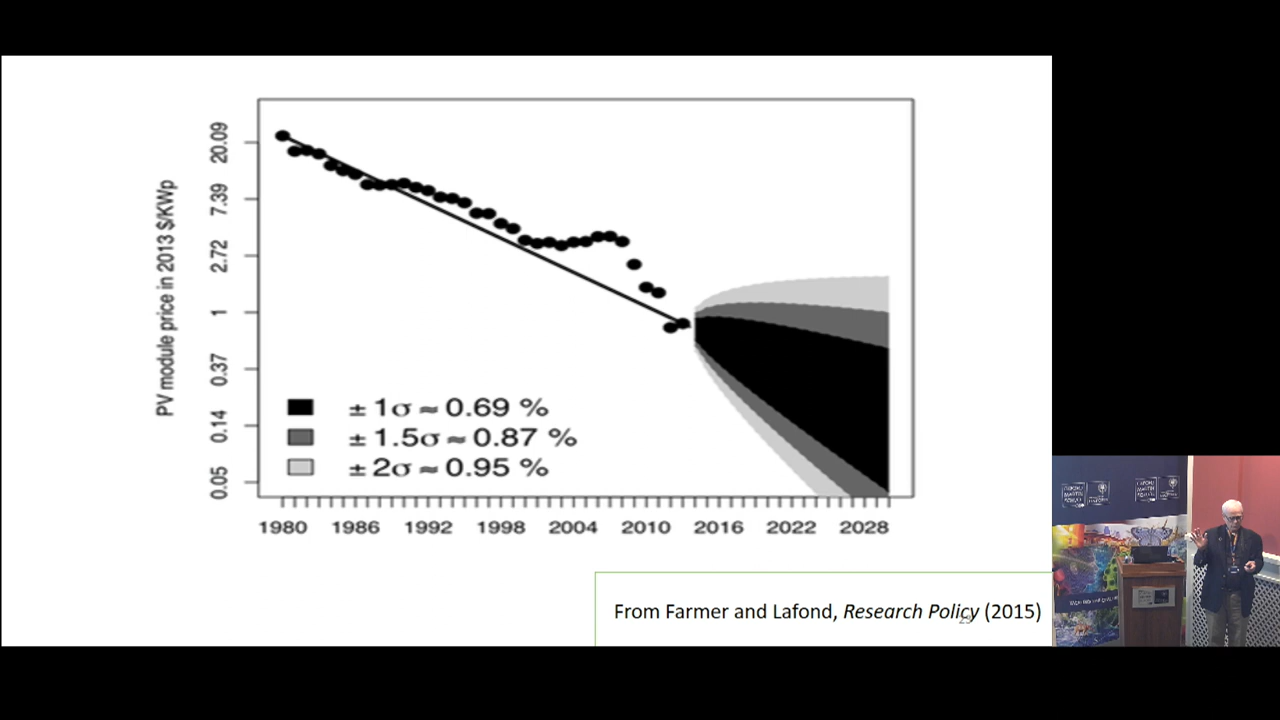 PV module price in 2013 $/KWp
20.09
7.39
2.72
1
0.37
0.14
0.05
± 1σ ≈ 0.69 %
± 1.5σ ≈ 0.87 %
± 2σ ≈ 0.95 %
1980 1986 1992 1998 2004 2010 2016 2022 2028
From Farmer and Lafond, Research Policy (2015)